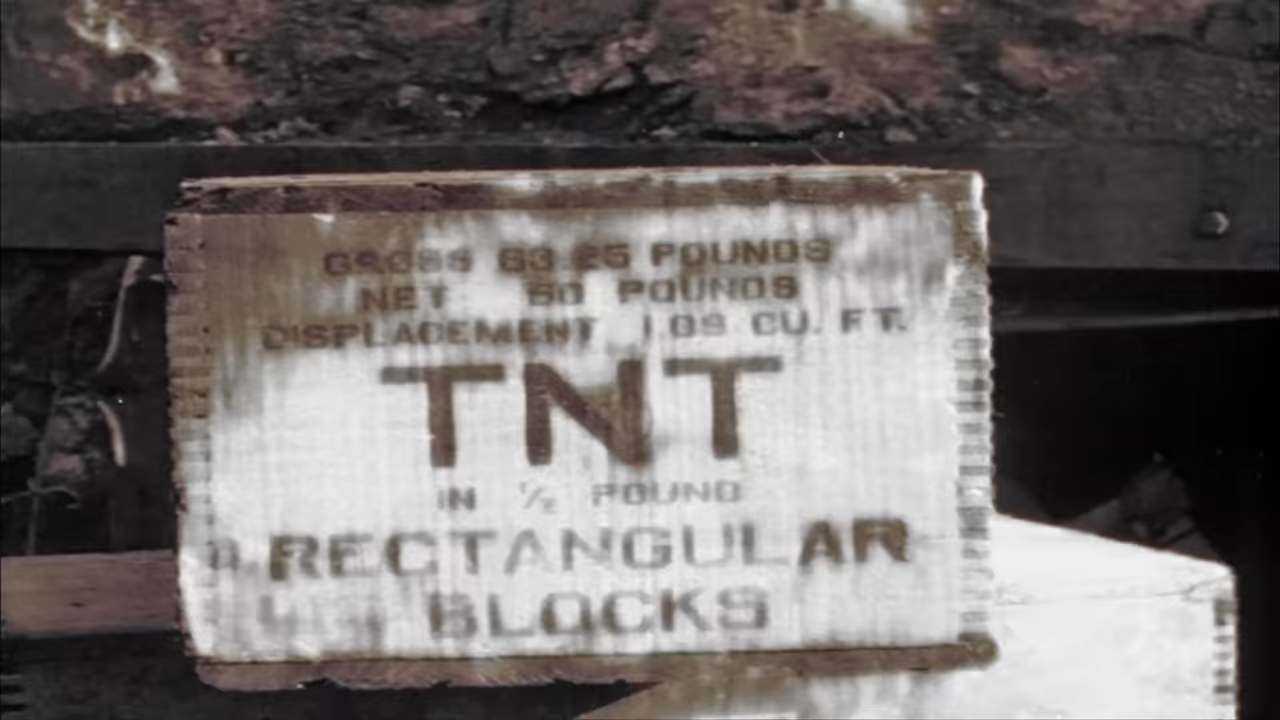 GROSS 63.25 POUNDS
NET 50 POUNDS
DISPLACEMENT 1.09 CU. FT.
TNT
IN ½ POUND
RECTANGULAR
BLOCKS